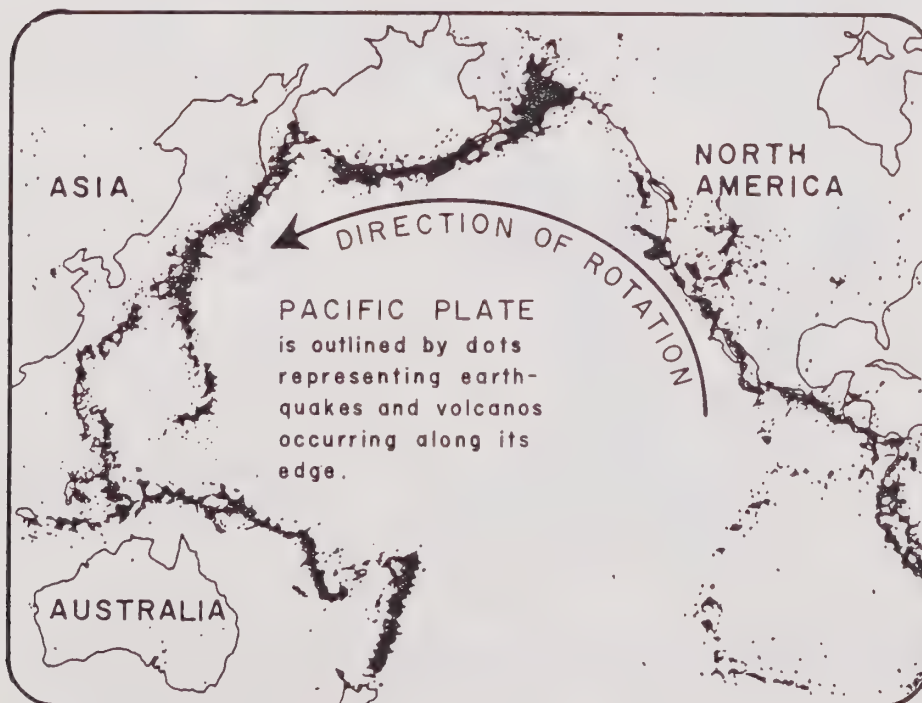 ASIA
NORTH
AMERICA
DIRECTION OF ROTATION
PACIFIC PLATE
is outlined by dots
representing earth-
quakes and volcanos
occurring along its
edge.
AUSTRALIA